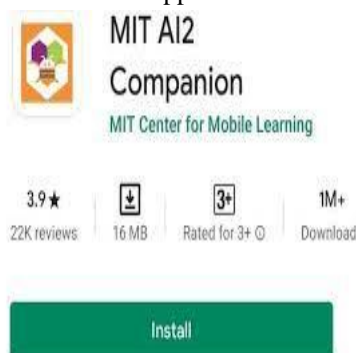 MIT AI2
Companion
MIT Center for Mobile Learning
3.9★ 3+ 1M+
22K reviews 16 MB Rated for 3+ Download
Install